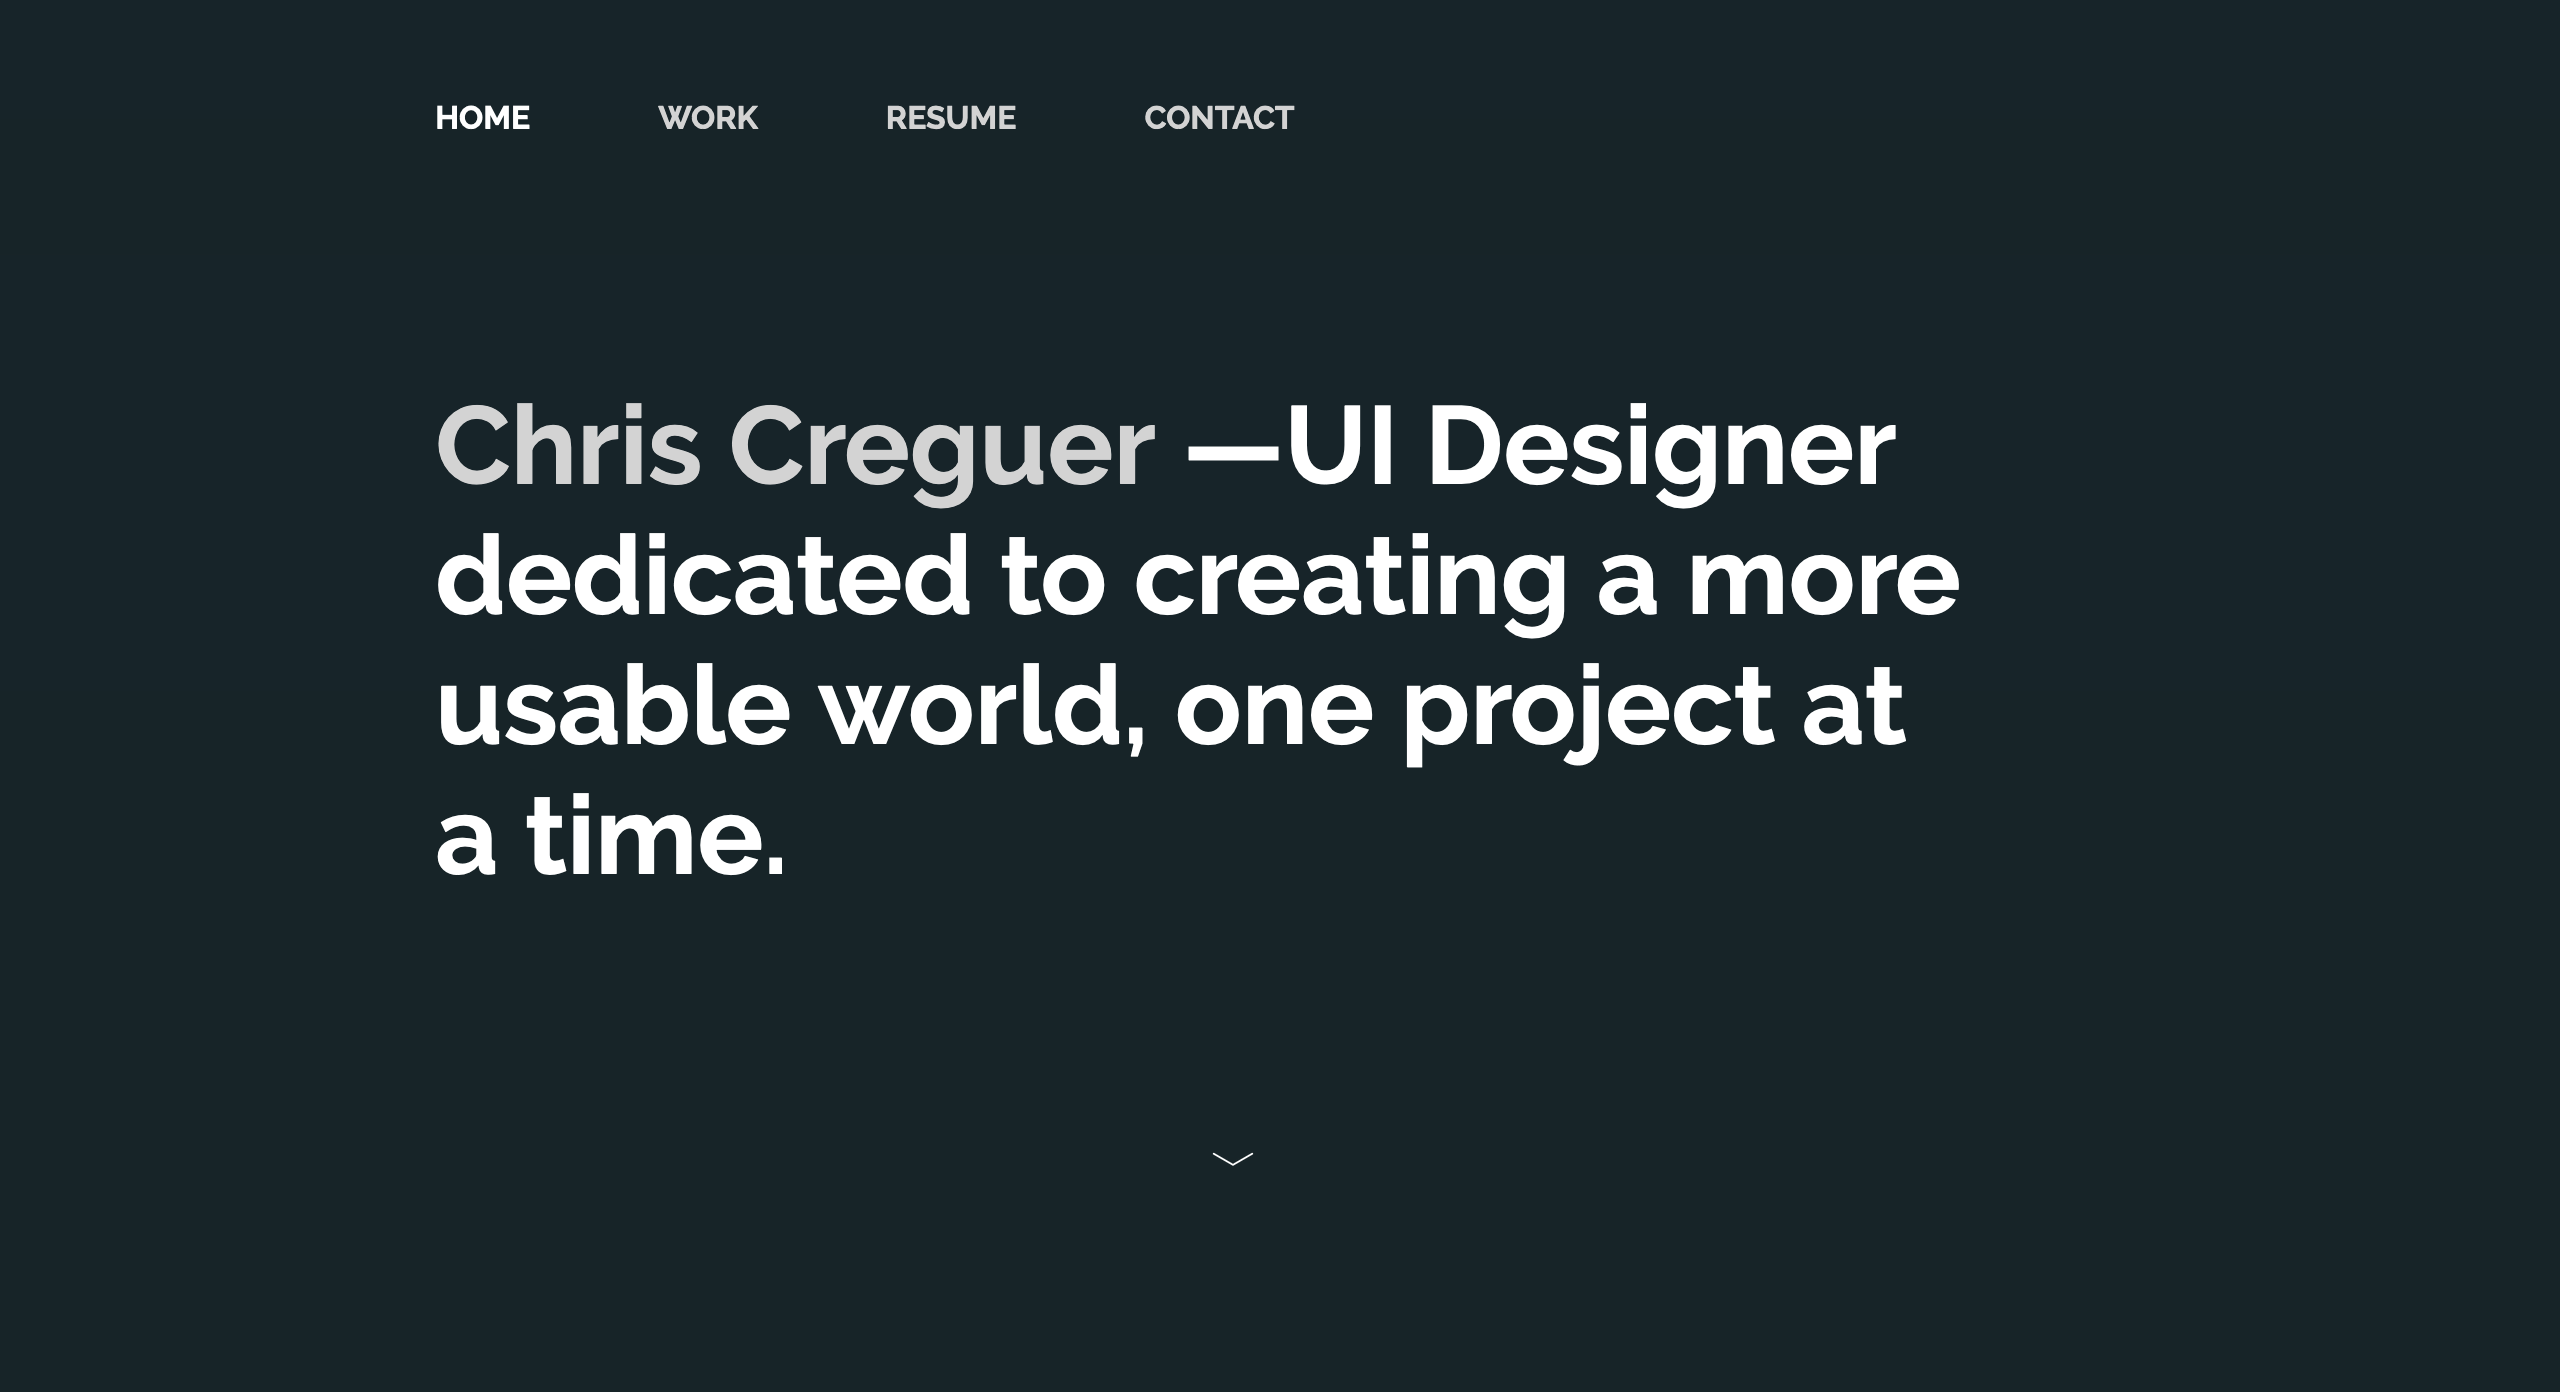 HOME WORK RESUME CONTACT
Chris Creguer —UI Designer
dedicated to creating a more
usable world, one project at
a time.